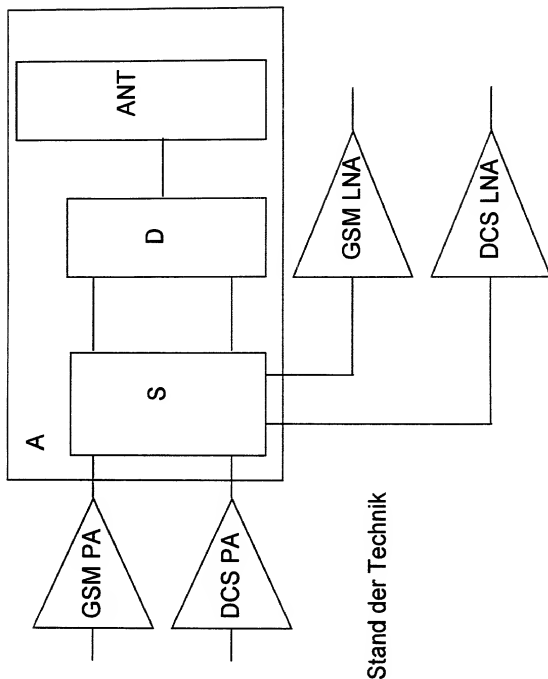 A
ANT
D
S
GSM PA
DCS PA
GSM LNA
DCS LNA
Stand der Technik